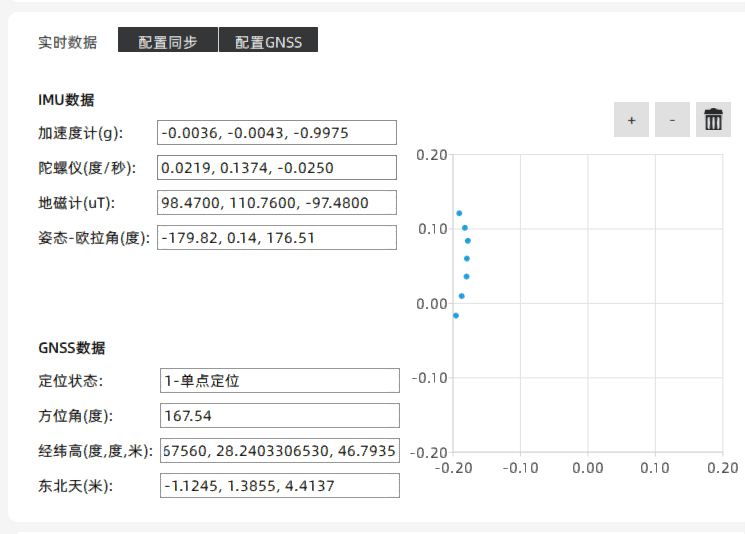 实时数据 配置同步 配置GNSS
IMU数据
+ -
加速度计(g): -0.0036, -0.0043, -0.9975
陀螺仪(度/秒): 0.0219, 0.1374, -0.0250
地磁计(uT): 98.4700, 110.7600, -97.4800
姿态-欧拉角(度): -179.82, 0.14, 176.51
GNSS数据
定位状态: 1-单点定位
方位角(度): 167.54
经纬高(度,度,米): 67560, 28.2403306530, 46.7935
东北天(米): -1.1245, 1.3855, 4.4137
0.20
0.10
0.00
-0.10
-0.20
-0.20 -0.10 0.00 0.10 0.20